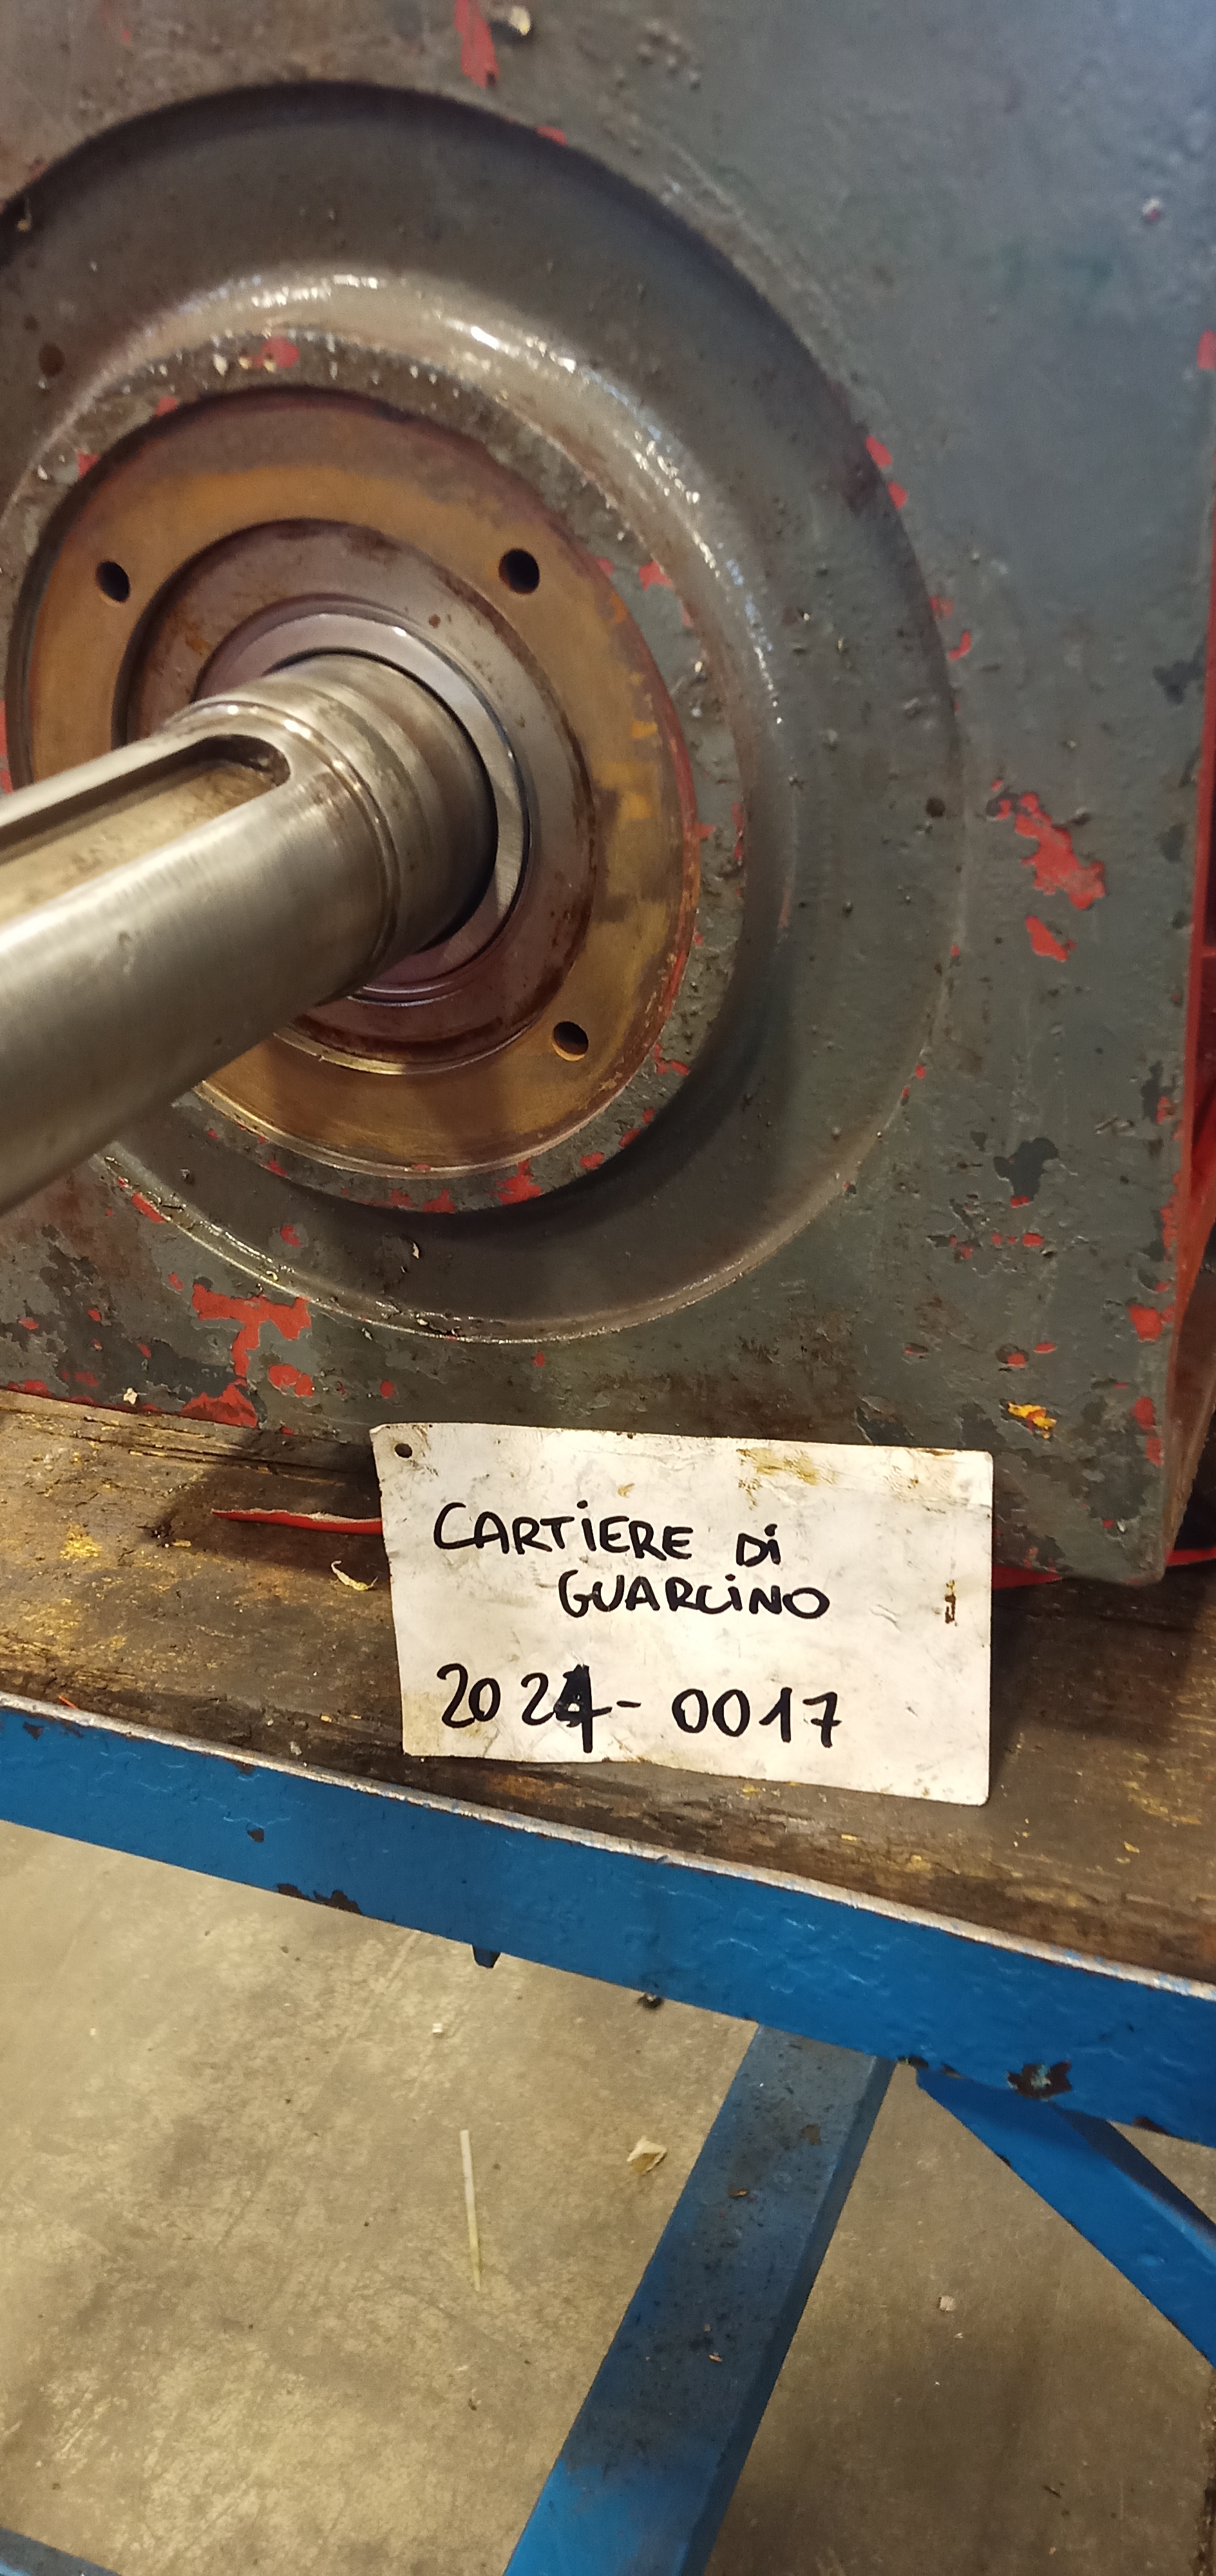 CARTIERE Di
GUARCINO
2024-0017